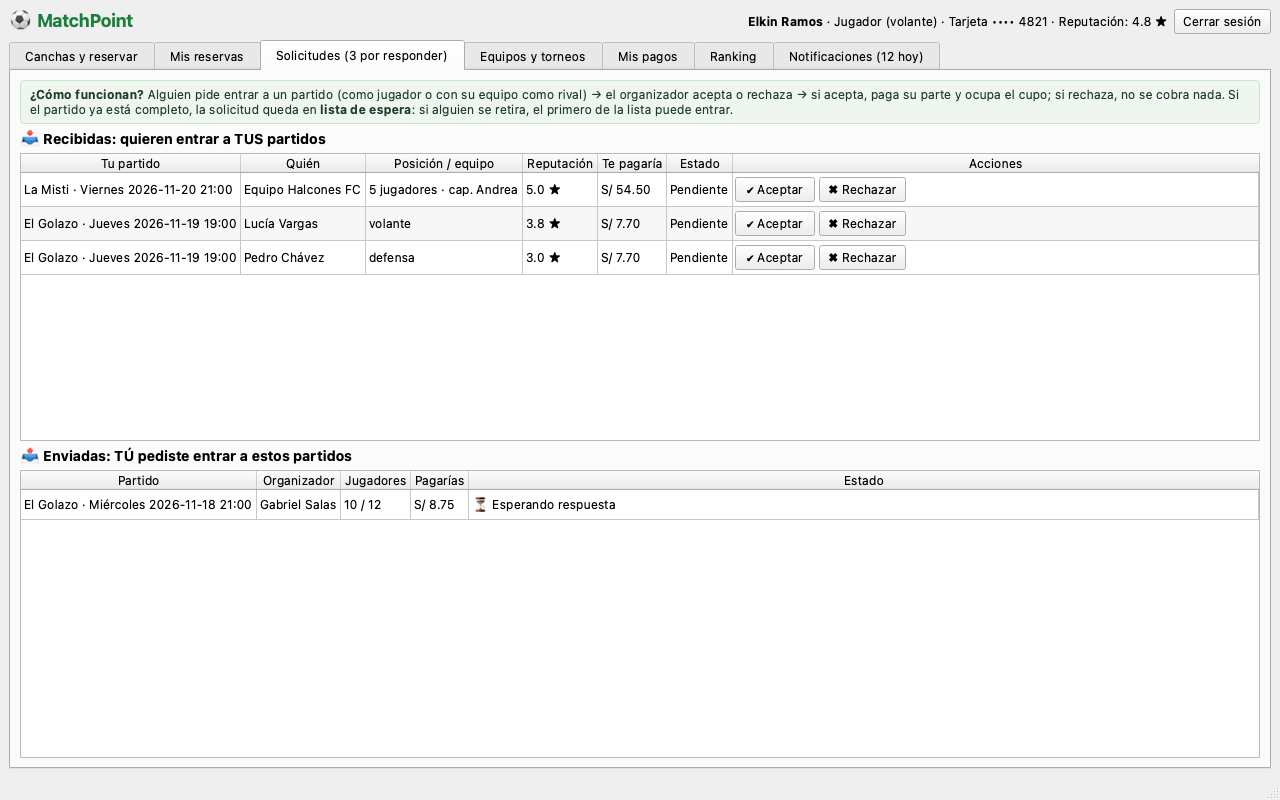 MatchPoint
Elkin Ramos · Jugador (volante) · Tarjeta •••• 4821 · Reputación: 4.8 ★
Cerrar sesión
Canchas y reservar
Mis reservas
Solicitudes (3 por responder)
Equipos y torneos
Mis pagos
Ranking
Notificaciones (12 hoy)
¿Cómo funcionan? Alguien pide entrar a un partido (como jugador o con su equipo como rival) → el organizador acepta o rechaza → si acepta, paga su parte y ocupa el cupo; si rechaza, no se cobra nada. Si
el partido ya está completo, la solicitud queda en lista de espera: si alguien se retira, el primero de la lista puede entrar.
Recibidas: quieren entrar a TUS partidos
Tu partido Quién Posición / equipo Reputación Te pagaría Estado Acciones
La Misti · Viernes 2026-11-20 21:00 Equipo Halcones FC 5 jugadores · cap. Andrea 5.0 ★ S/ 54.50 Pendiente ✔ Aceptar ✖ Rechazar
El Golazo · Jueves 2026-11-19 19:00 Lucía Vargas volante 3.8 ★ S/ 7.70 Pendiente ✔ Aceptar ✖ Rechazar
El Golazo · Jueves 2026-11-19 19:00 Pedro Chávez defensa 3.0 ★ S/ 7.70 Pendiente ✔ Aceptar ✖ Rechazar
Enviadas: TÚ pediste entrar a estos partidos
Partido Organizador Jugadores Pagarías Estado
El Golazo · Miércoles 2026-11-18 21:00 Gabriel Salas 10 / 12 S/ 8.75 ⏳ Esperando respuesta